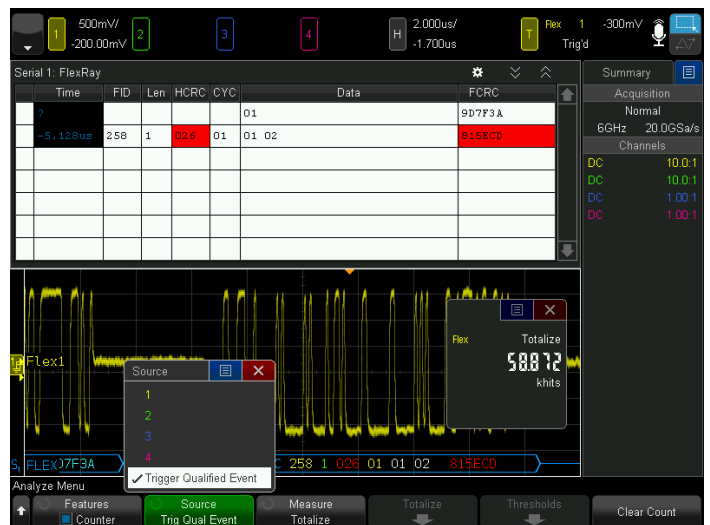 1 500mV/ -200.00mV 2 3 4 H 2.000us/ -1.700us T Flex 1 Trig'd -300mV
Serial 1: FlexRay
Time FID Len HCRC CYC Data FCRC
? 01 9D7F3A
-5.128us 258 1 026 01 01 02 815ECD
Summary
Acquisition
Normal
6GHz 20.0GSa/s
Channels
DC 10.0:1
DC 10.0:1
DC 1.00:1
DC 1.00:1
Flex1
Flex Totalize
58.872
khits
Source
1
2
3
4
Trigger Qualified Event
S1 FLEX 7F3A C 258 1 026 01 01 02 815ECD
Analyze Menu
Features
Counter
Source
Trig Qual Event
Measure
Totalize
Totalize
Thresholds
Clear Count